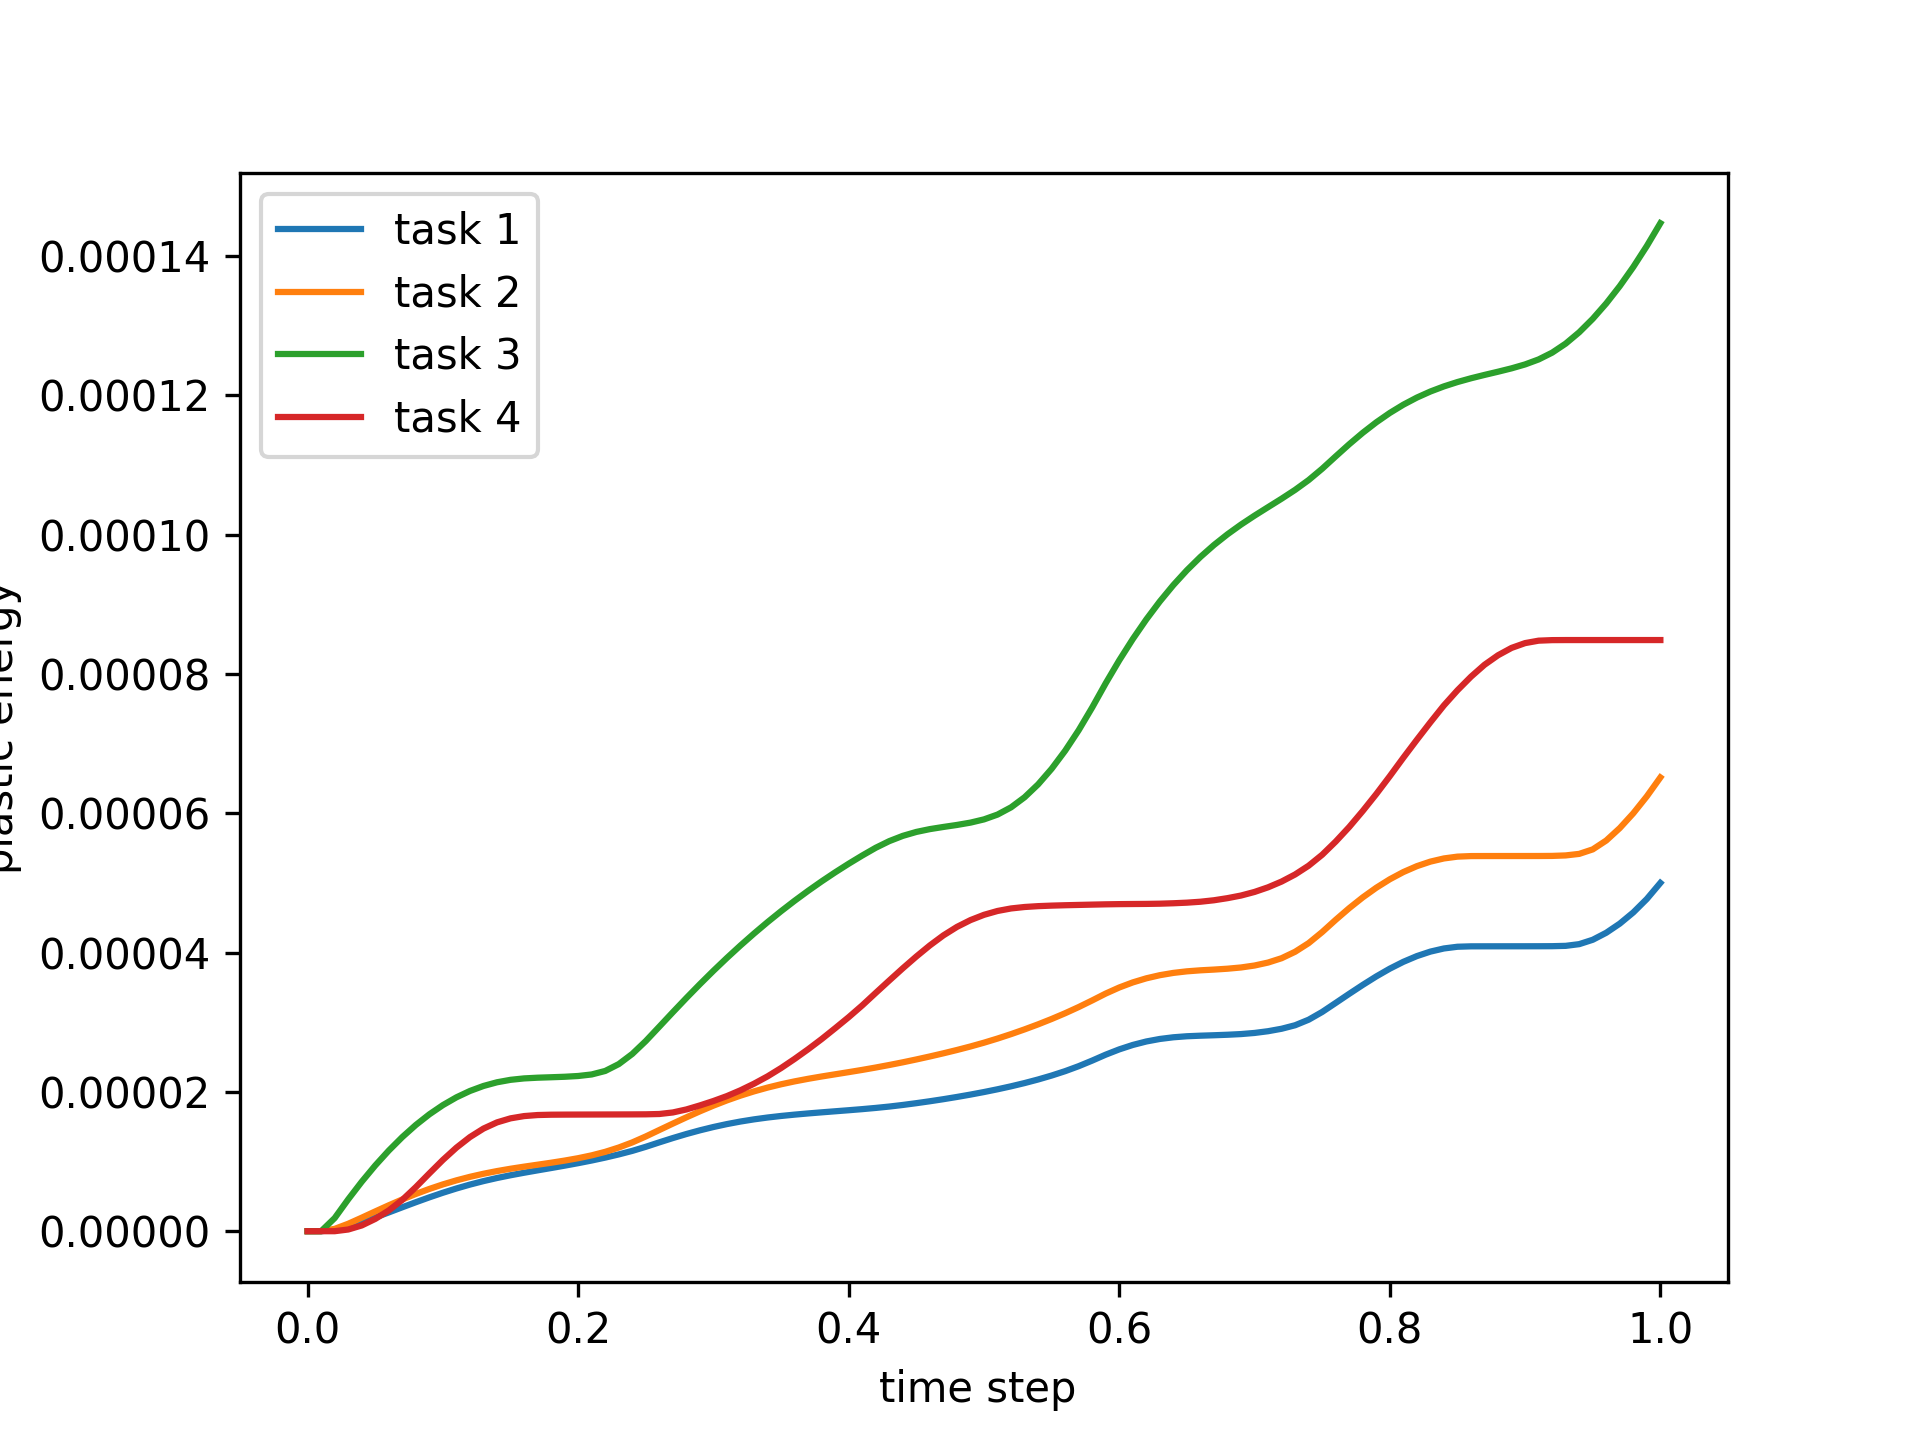 task 1
task 2
task 3
task 4
0.00014
0.00012
0.00010
0.00008
0.00006
0.00004
0.00002
0.00000
plastic energy
0.0 0.2 0.4 0.6 0.8 1.0
time step